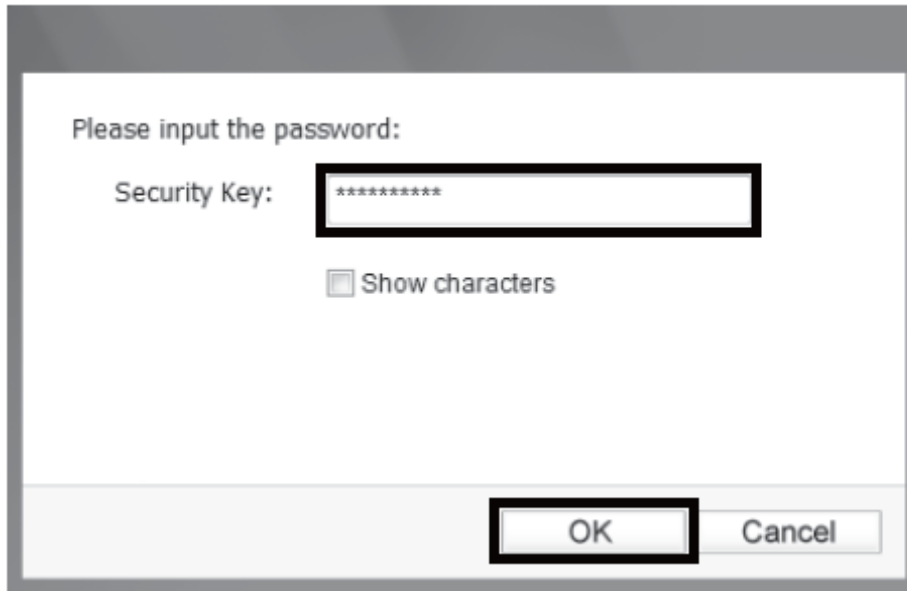 Please input the password:
Security Key: **********
Show characters
OK Cancel